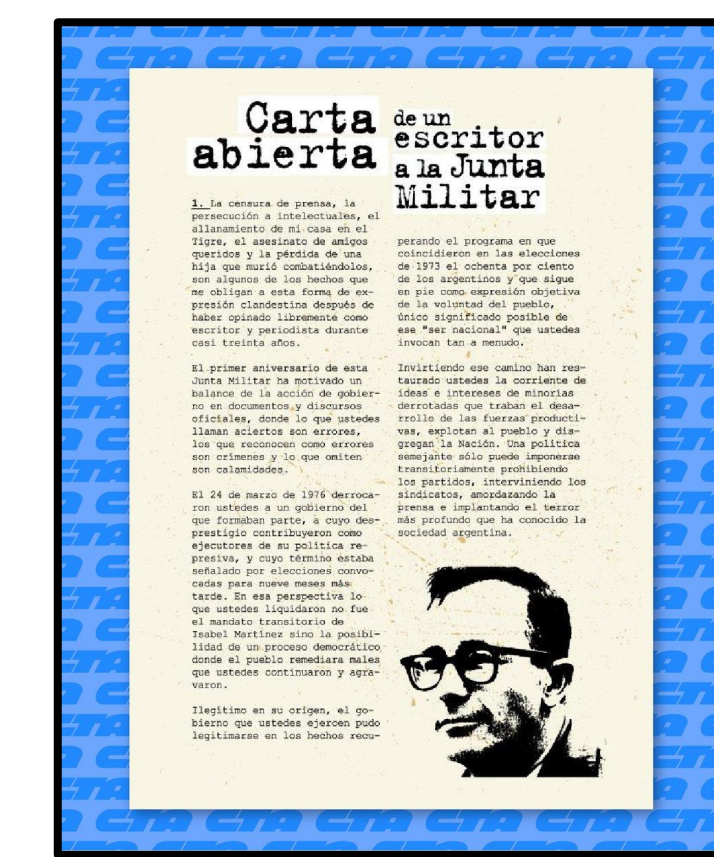 Carta
abierta
de un
escritor
a la Junta
Militar
1. La censura de prensa, la
persecución a intelectuales, el
allanamiento de mi casa en el
Tigre, el asesinato de amigos
queridos y la pérdida de una
hija que murió combatiéndolos,
son algunos de los hechos que
me obligan a esta forma de ex-
presión clandestina después de
haber opinado libremente como
escritor y periodista durante
casi treinta años.
El primer aniversario de esta
Junta Militar ha motivado un
balance de la acción de gobier-
no en documentos y discursos
oficiales, donde lo que ustedes
llaman aciertos son errores,
los que reconocen como errores
son crímenes y lo que omiten
son calamidades.
El 24 de marzo de 1976 derroca-
ron ustedes a un gobierno del
que formaban parte, a cuyo des-
prestigio contribuyeron como
ejecutores de su política re-
presiva, y cuyo término estaba
señalado por elecciones convo-
cadas para nueve meses más
tarde. En esa perspectiva lo
que ustedes liquidaron no fue
el mandato transitorio de
Isabel Martínez sino la posibi-
lidad de un proceso democrático
donde el pueblo remediara males
que ustedes continuaron y agra-
varon.
Ilegítimo en su origen, el go-
bierno que ustedes ejercen pudo
legitimarse en los hechos recu-
perando el programa en que
coincidieron en las elecciones
de 1973 el ochenta por ciento
de los argentinos y que sigue
en pie como expresión objetiva
de la voluntad del pueblo,
único significado posible de
ese "ser nacional" que ustedes
invocan tan a menudo.
Invirtiendo ese camino han res-
taurado ustedes la corriente de
ideas e intereses de minorías
derrotadas que traban el desa-
rrollo de las fuerzas producti-
vas, explotan al pueblo y dis-
gregan la Nación. Una política
semejante sólo puede imponerse
transitoriamente prohibiendo
los partidos, interviniendo los
sindicatos, amordazando la
prensa e implantando el terror
más profundo que ha conocido la
sociedad argentina.